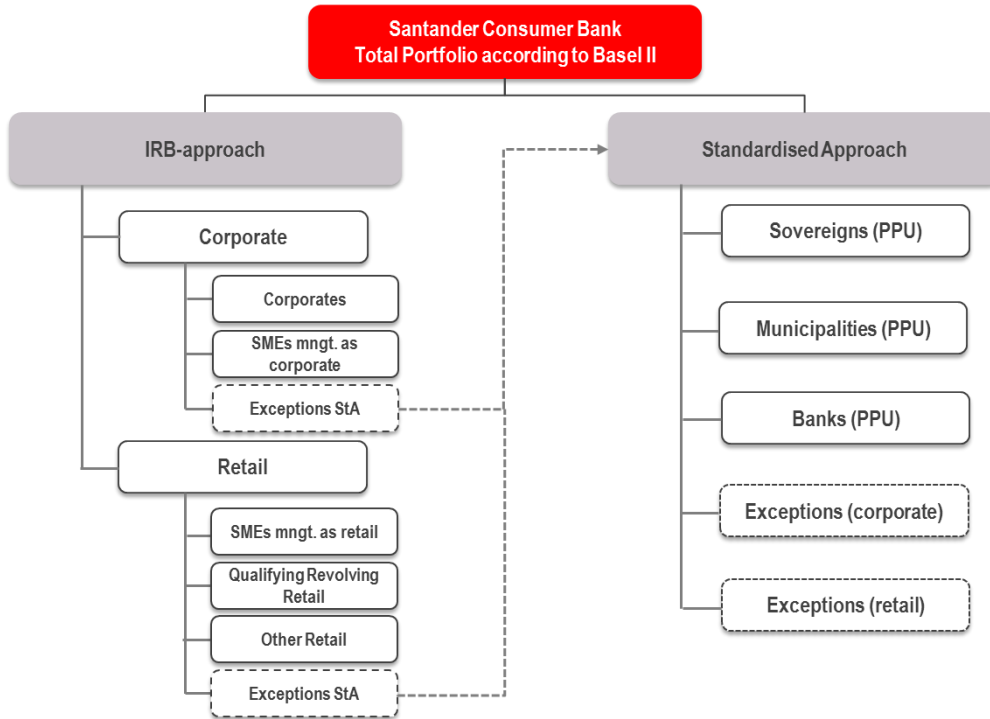 Santander Consumer Bank
Total Portfolio according to Basel II
IRB-approach
Corporate
Corporates
SMEs mngt. as
corporate
Exceptions StA
Retail
SMEs mngt. as retail
Qualifying Revolving
Retail
Other Retail
Exceptions StA
Standardised Approach
Sovereigns (PPU)
Municipalities (PPU)
Banks (PPU)
Exceptions (corporate)
Exceptions (retail)